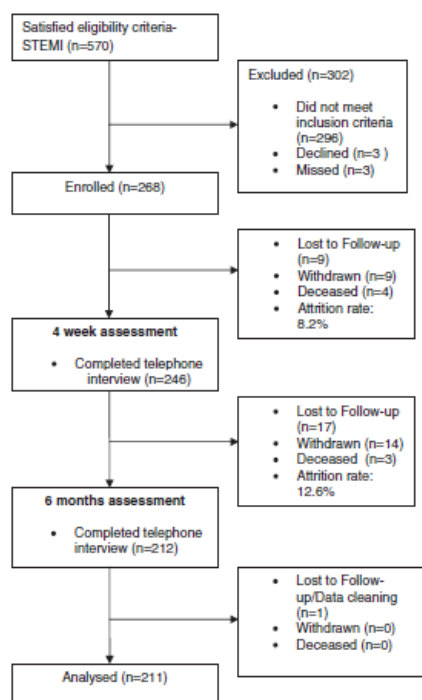 Satisfied eligibility criteria-
STEMI (n=570)
Excluded (n=302)
• Did not meet
inclusion criteria
(n=296)
• Declined (n=3 )
• Missed (n=3)
Enrolled (n=268)
• Lost to Follow-up
(n=9)
• Withdrawn (n=9)
• Deceased (n=4)
• Attrition rate:
8.2%
4 week assessment
• Completed telephone
interview (n=246)
• Lost to Follow-up
(n=17)
• Withdrawn (n=14)
• Deceased (n=3)
• Attrition rate:
12.6%
6 months assessment
• Completed telephone
interview (n=212)
• Lost to Follow-
up/Data cleaning
(n=1)
• Withdrawn (n=0)
• Deceased (n=0)
Analysed (n=211)